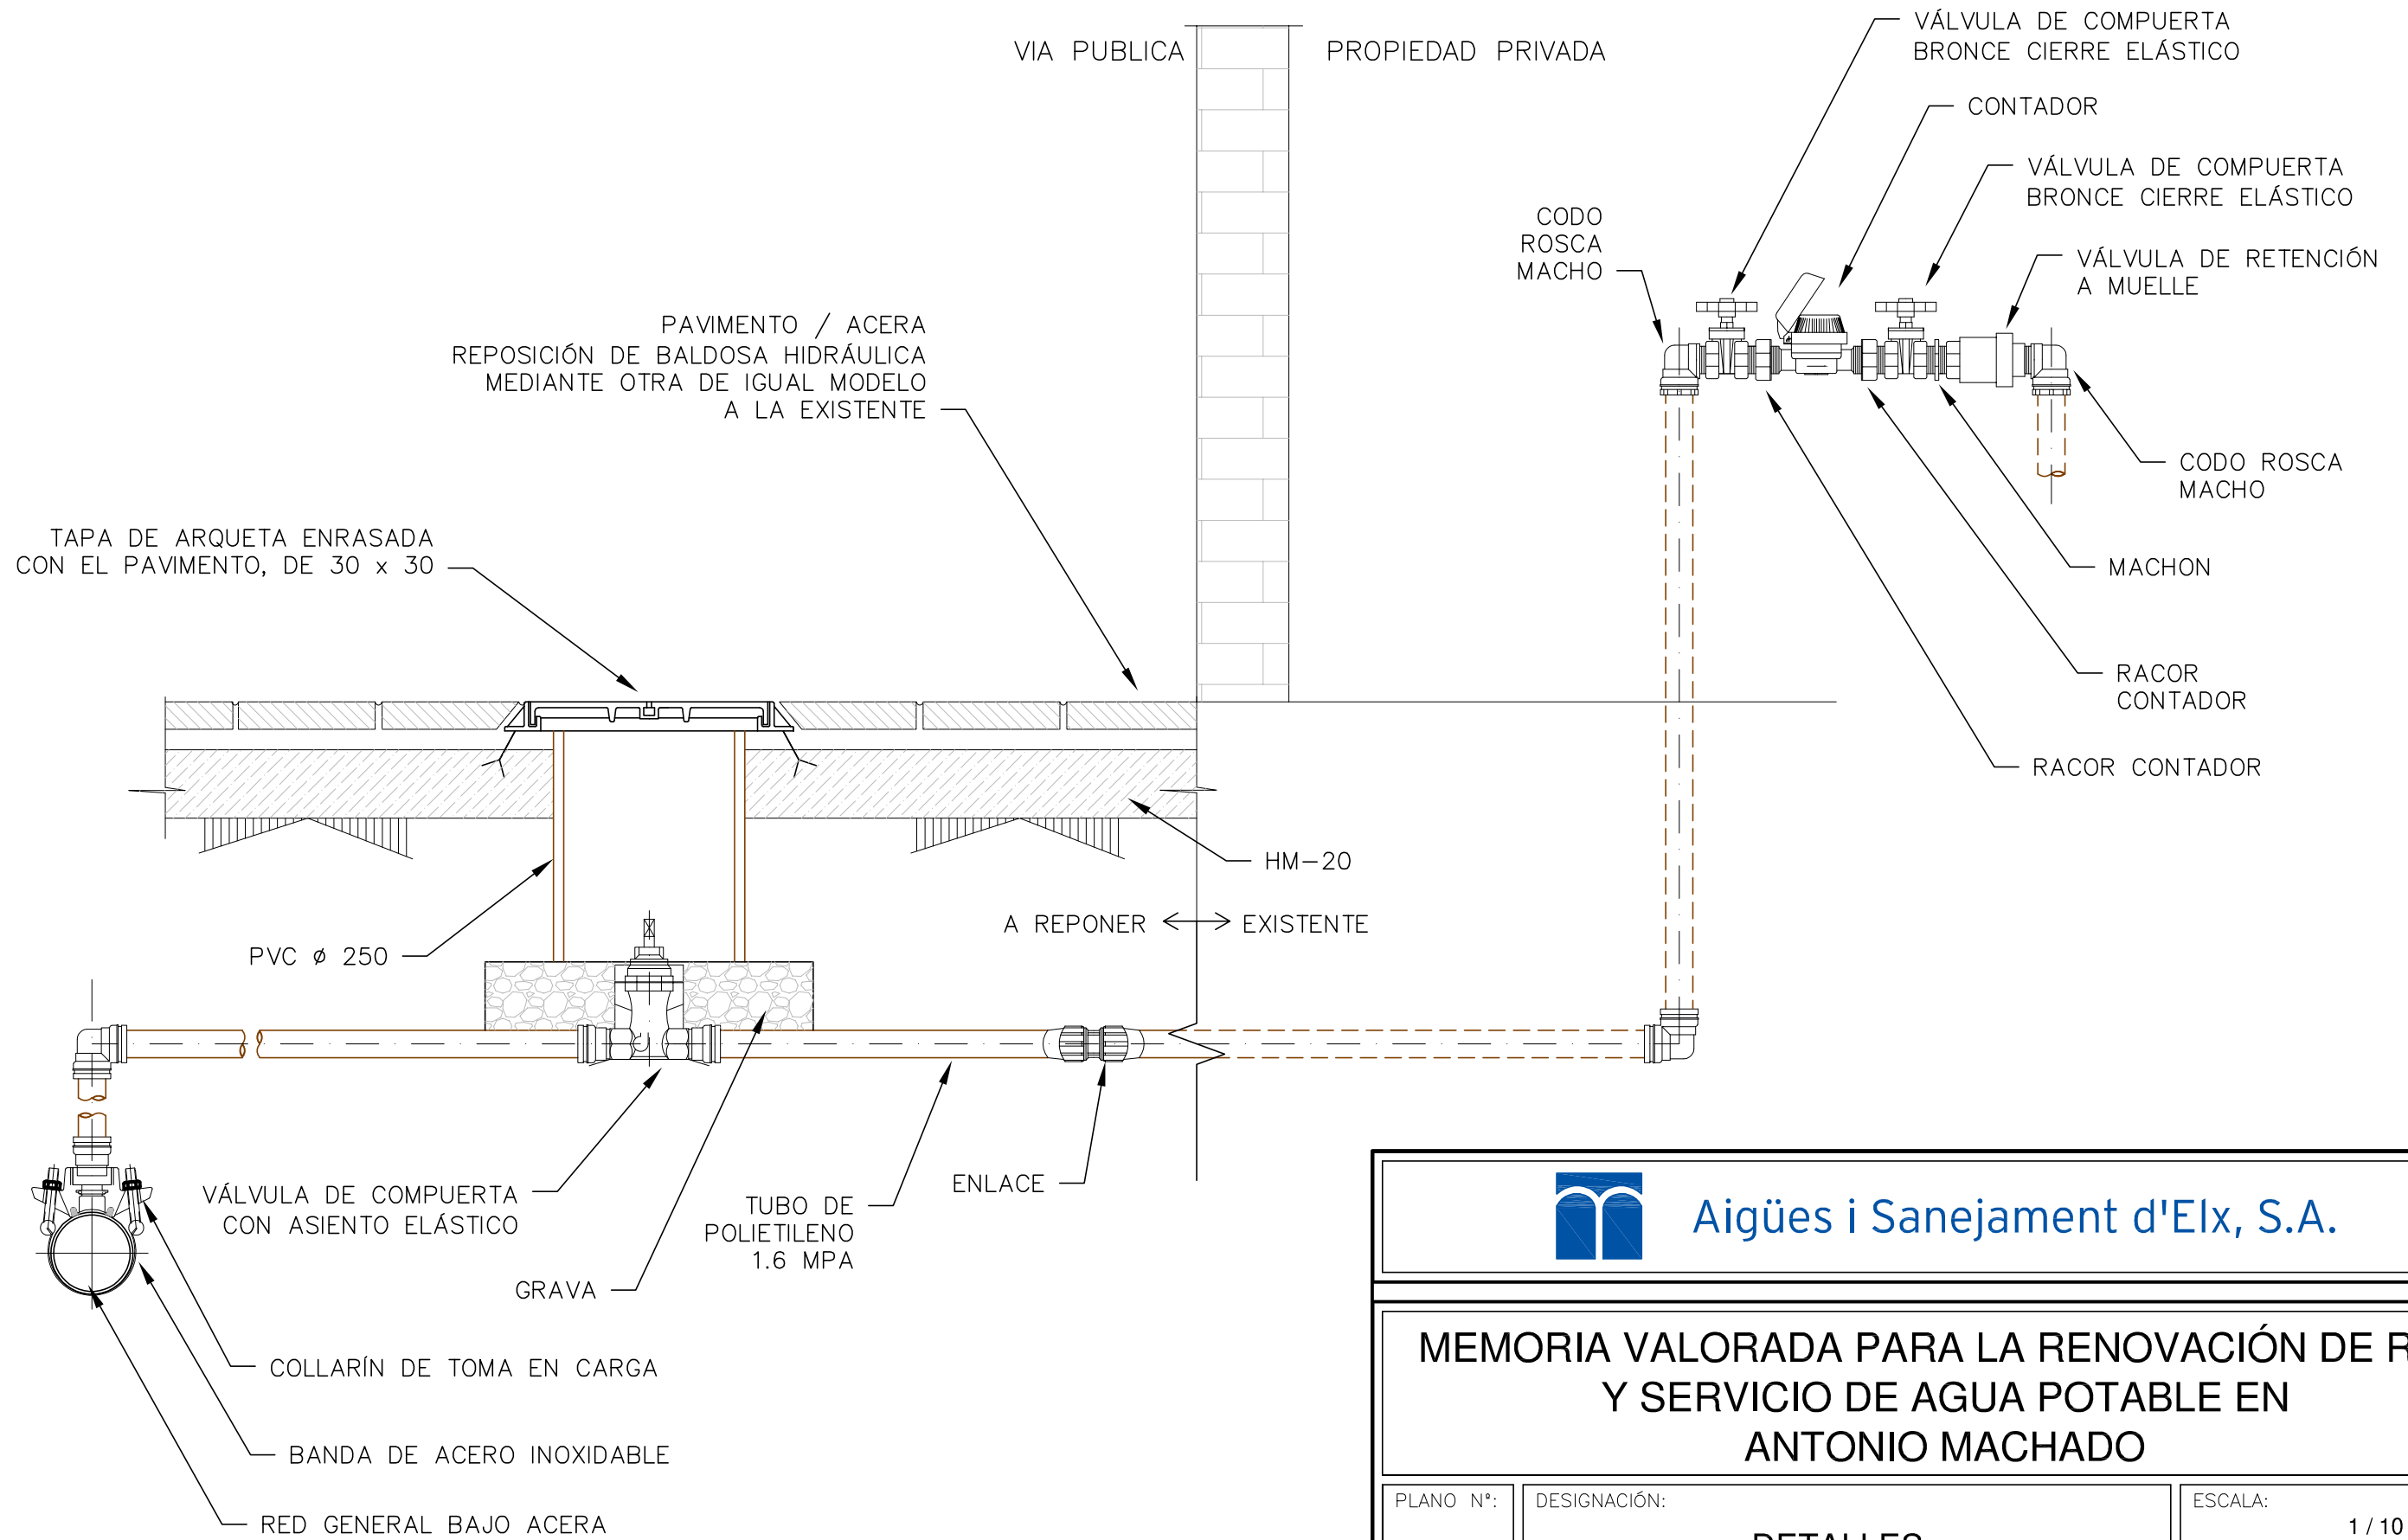 VIA PUBLICA
PROPIEDAD PRIVADA
VÁLVULA DE COMPUERTA
BRONCE CIERRE ELÁSTICO
CONTADOR
VÁLVULA DE COMPUERTA
BRONCE CIERRE ELÁSTICO
CODO
ROSCA
MACHO
VÁLVULA DE RETENCIÓN
A MUELLE
PAVIMENTO / ACERA
REPOSICIÓN DE BALDOSA HIDRÁULICA
MEDIANTE OTRA DE IGUAL MODELO
A LA EXISTENTE
CODO ROSCA
MACHO
TAPA DE ARQUETA ENRASADA
CON EL PAVIMENTO, DE 30 x 30
MACHON
RACOR
CONTADOR
RACOR CONTADOR
HM-20
A REPONER
EXISTENTE
PVC ø 250
VÁLVULA DE COMPUERTA
CON ASIENTO ELÁSTICO
TUBO DE
POLIETILENO
1.6 MPA
ENLACE
GRAVA
COLLARÍN DE TOMA EN CARGA
BANDA DE ACERO INOXIDABLE
RED GENERAL BAJO ACERA
Aigües i Sanejament d'Elx, S.A.
MEMORIA VALORADA PARA LA RENOVACIÓN DE
Y SERVICIO DE AGUA POTABLE EN
ANTONIO MACHADO
PLANO Nº:
DESIGNACIÓN:
DETALLES
ESCALA:
1 / 10